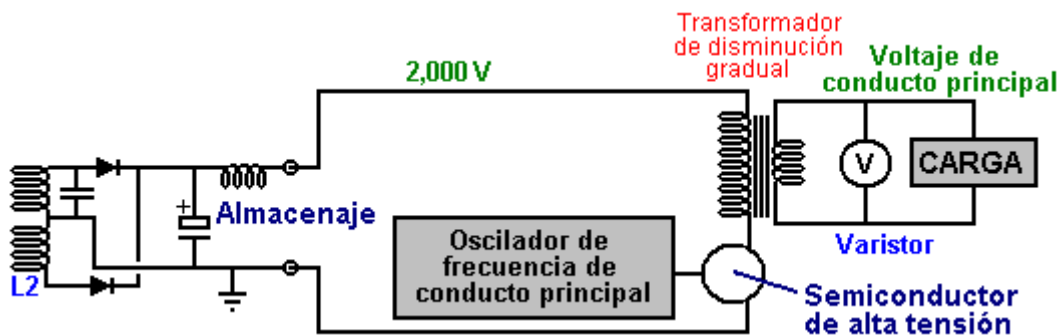 Transformador
de disminución
gradual
2,000 V
Voltaje de
conducto principal
V
CARGA
+
Almacenaje
L2
Oscilador de
frecuencia de
conducto principal
Varistor
Semiconductor
de alta tensión